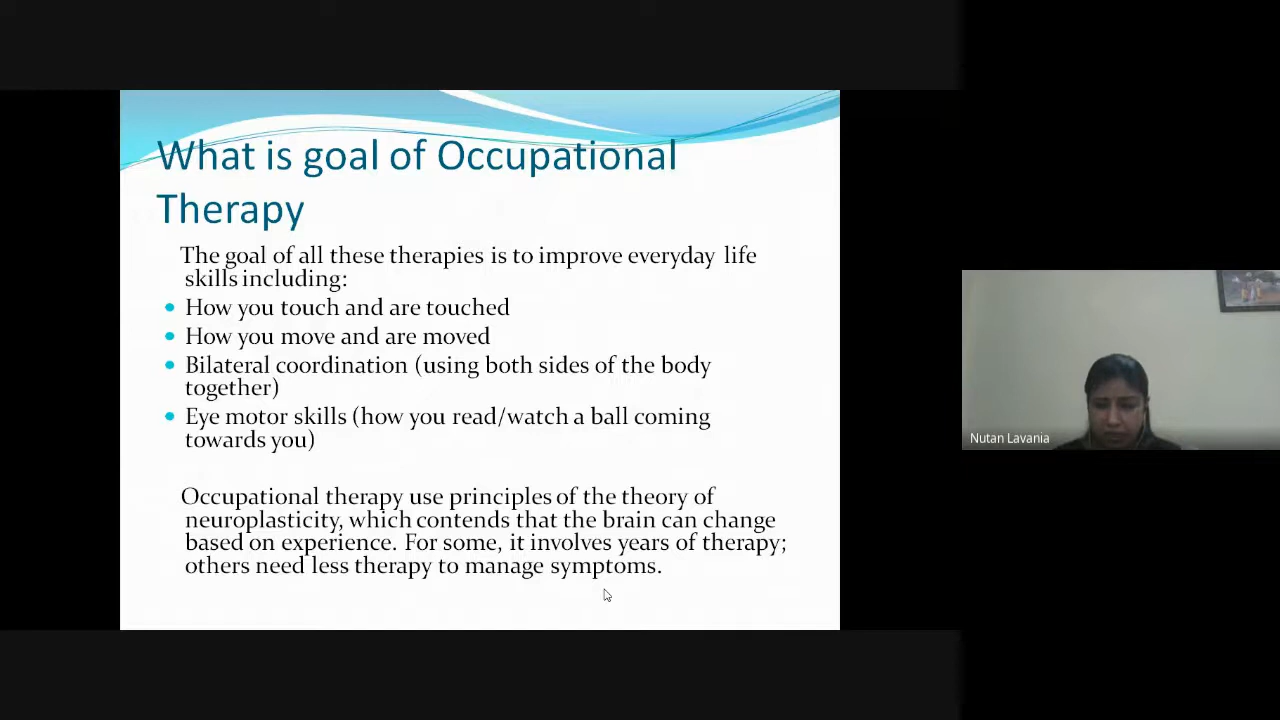 What is goal of Occupational
Therapy
The goal of all these therapies is to improve everyday life
skills including:
How you touch and are touched
How you move and are moved
Bilateral coordination (using both sides of the body
together)
Eye motor skills (how you read/watch a ball coming
towards you)
Occupational therapy use principles of the theory of
neuroplasticity, which contends that the brain can change
based on experience. For some, it involves years of therapy;
others need less therapy to manage symptoms.
Nutan Lavania